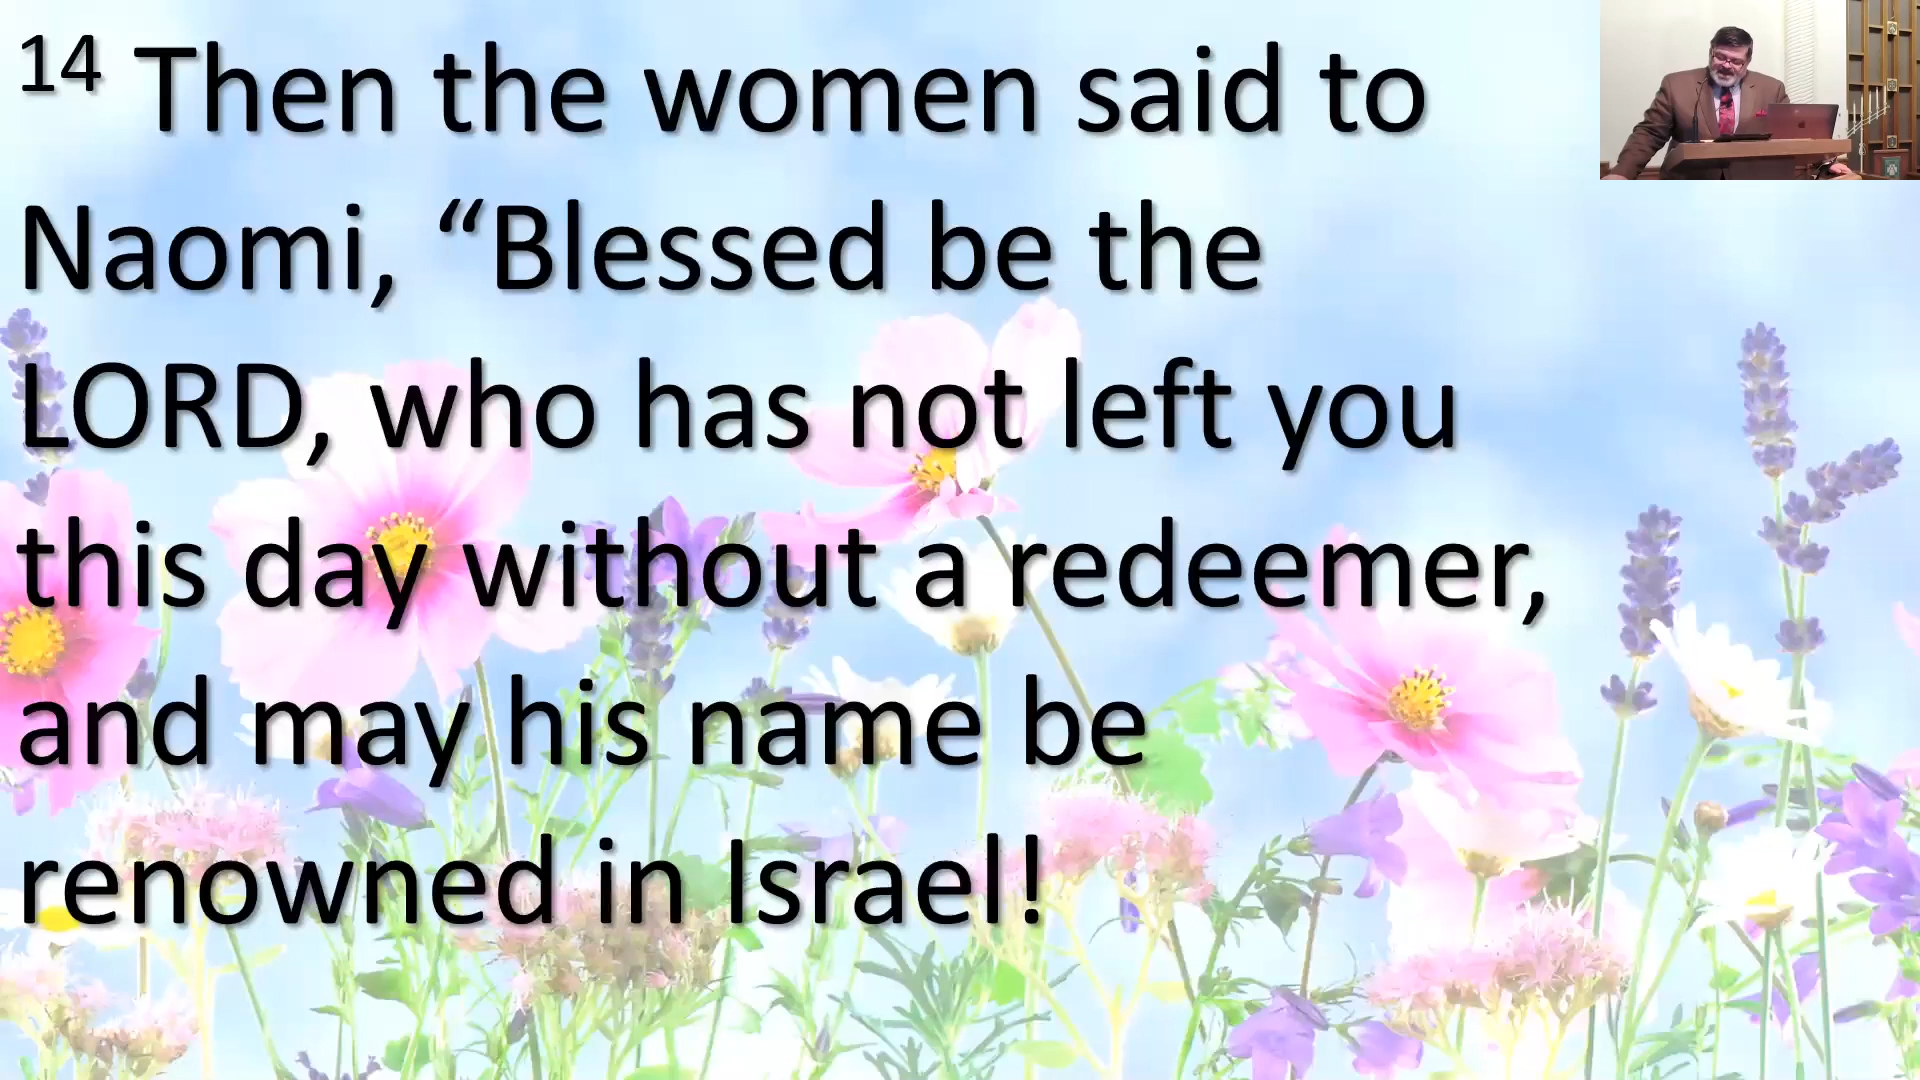 14 Then the women said to
Naomi, “Blessed be the
LORD, who has not left you
this day without a redeemer,
and may his name be
renowned in Israel!